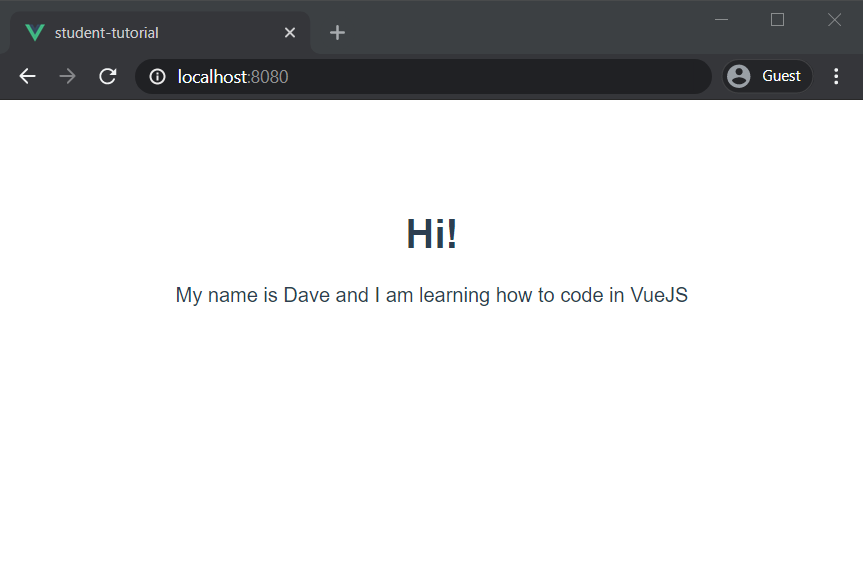 student-tutorial
localhost:8080
Guest
Hi!
My name is Dave and I am learning how to code in VueJS